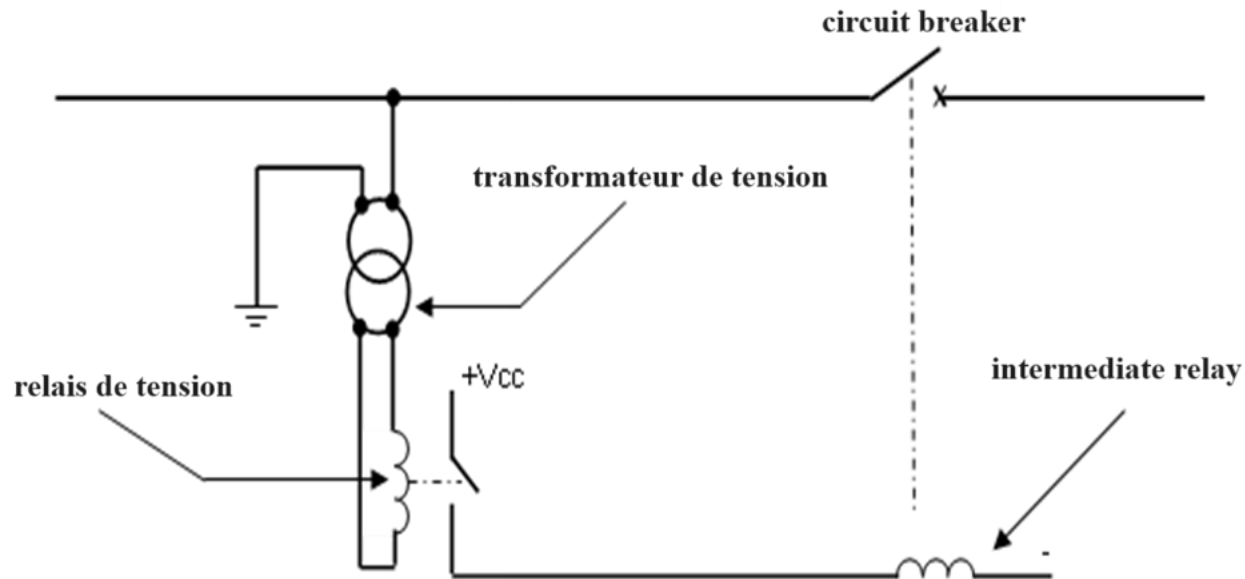 circuit breaker
transformateur de tension
+Vcc
intermediate relay
relais de tension
-